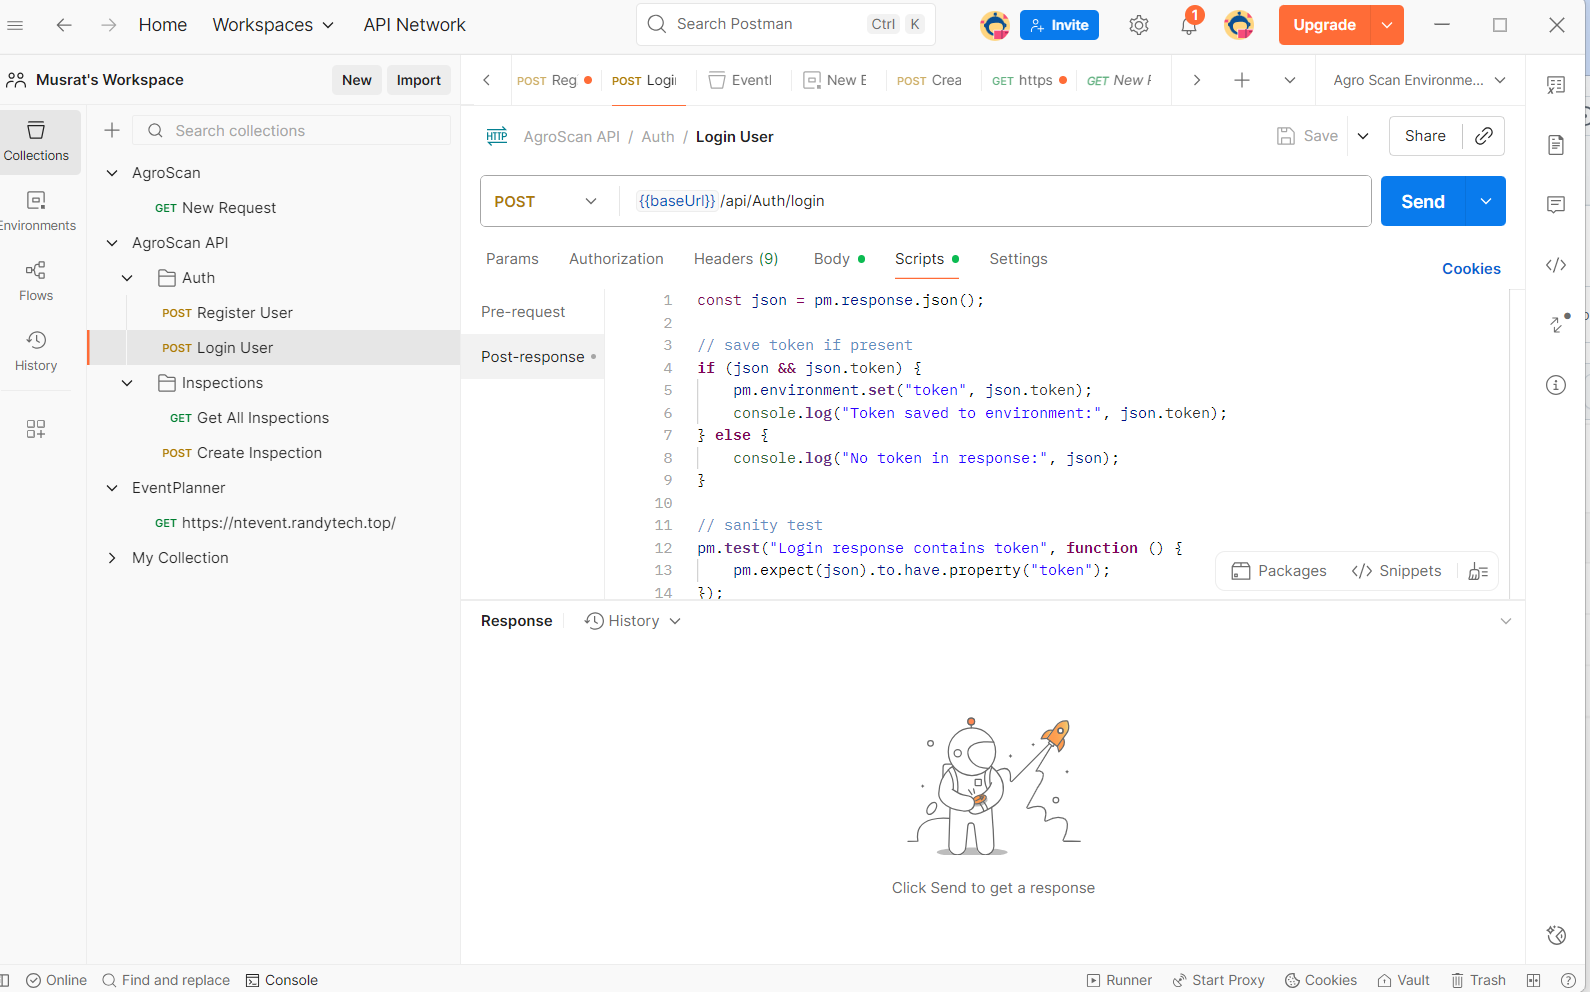 Home
Workspaces
API Network
Search Postman
Ctrl
K
Invite
1
Upgrade
Musrat's Workspace
New
Import
POST Reg
POST Logi
Eventl
New E
POST Crea
GET https
GET New F
Agro Scan Environme...
Collections
Environments
Flows
History
Search collections
AgroScan
GET New Request
AgroScan API
Auth
POST Register User
POST Login User
Inspections
GET Get All Inspections
POST Create Inspection
EventPlanner
GET https://ntevent.randytech.top/
My Collection
HTTP
AgroScan API / Auth / Login User
Save
Share
POST
{{baseUrl}} /api/Auth/login
Send
Params
Authorization
Headers (9)
Body
Scripts
Settings
Cookies
Pre-request
Post-response
1 const json = pm.response.json();
2
3 // save token if present
4 if (json && json.token) {
5 pm.environment.set("token", json.token);
6 console.log("Token saved to environment:", json.token);
7 } else {
8 console.log("No token in response:", json);
9 }
10
11 // sanity test
12 pm.test("Login response contains token", function () {
13 pm.expect(json).to.have.property("token");
14 });
Packages
Snippets
Response
History
Click Send to get a response
Online
Find and replace
Console
Runner
Start Proxy
Cookies
Vault
Trash